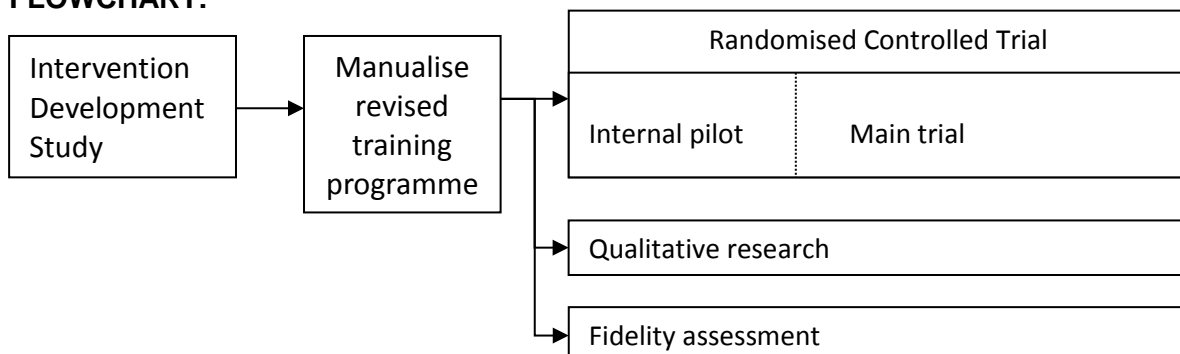 FLOWCHART:
Intervention
Development
Study
Manualise
revised
training
programme
Randomised Controlled Trial
Internal pilot
Main trial
Qualitative research
Fidelity assessment